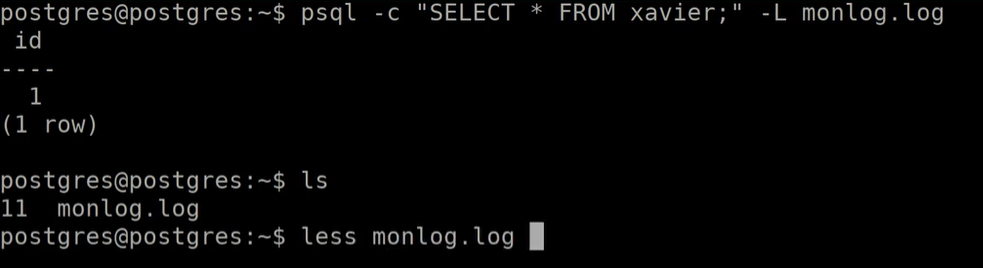 postgres@postgres:~$ psql -c "SELECT * FROM xavier;" -L monlog.log
 id
----
  1
(1 row)

postgres@postgres:~$ ls
11  monlog.log
postgres@postgres:~$ less monlog.log